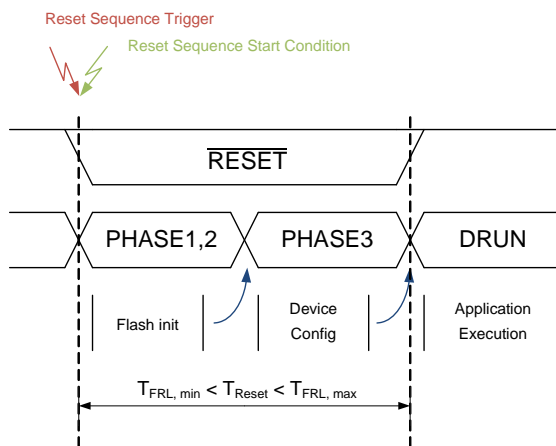 Reset Sequence Trigger
Reset Sequence Start Condition
RESET
PHASE1,2
PHASE3
DRUN
Flash init
Device
Config
Application
Execution
TFRL, min < TReset < TFRL, max